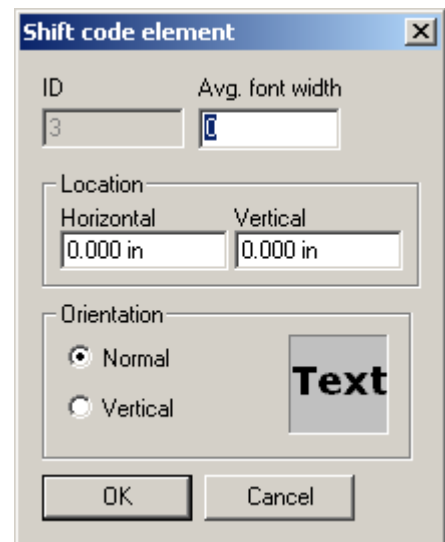 Shift code element
ID Avg. font width
3 0
Location
Horizontal Vertical
0.000 in 0.000 in
Orientation
Normal
Text
Vertical
OK Cancel